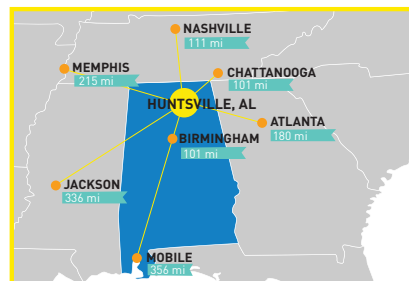 NASHVILLE
111 mi
MEMPHIS
215 mi
CHATTANOOGA
101 mi
HUNTSVILLE, AL
ATLANTA
180 mi
BIRMINGHAM
101 mi
JACKSON
336 mi
MOBILE
356 mi